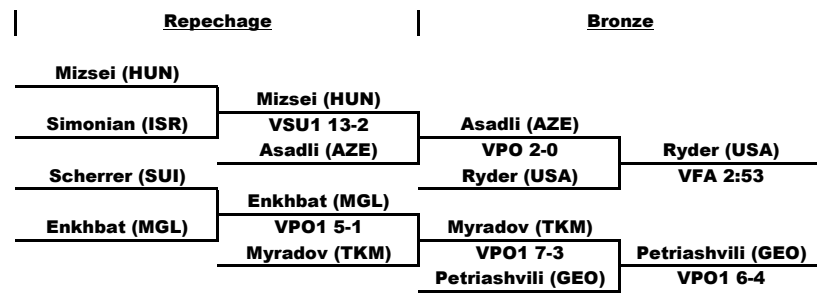 Repechage Bronze
Mizsei (HUN)
Mizsei (HUN)
Simonian (ISR) VSU1 13-2 Asadli (AZE)
Asadli (AZE) VPO 2-0 Ryder (USA)
Scherrer (SUI) Ryder (USA) VFA 2:53
Enkhbat (MGL)
Enkhbat (MGL) VPO1 5-1 Myradov (TKM)
Myradov (TKM) VPO1 7-3 Petriashvili (GEO)
Petriashvili (GEO) VPO1 6-4